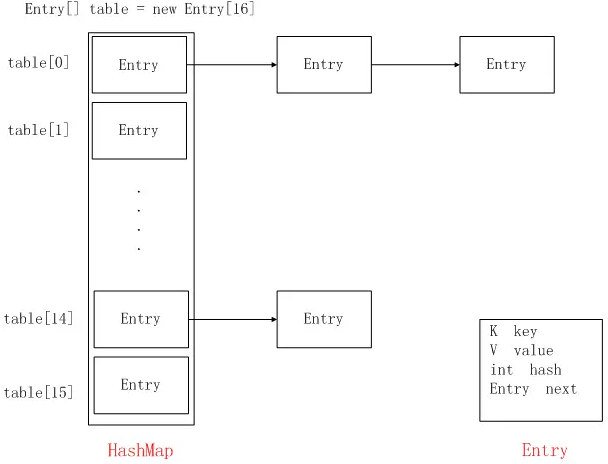 Entry[] table = new Entry[16]
table[0]
Entry
Entry
Entry
table[1]
Entry
table[14]
Entry
Entry
table[15]
Entry
K key
V value
int hash
Entry next
HashMap
Entry